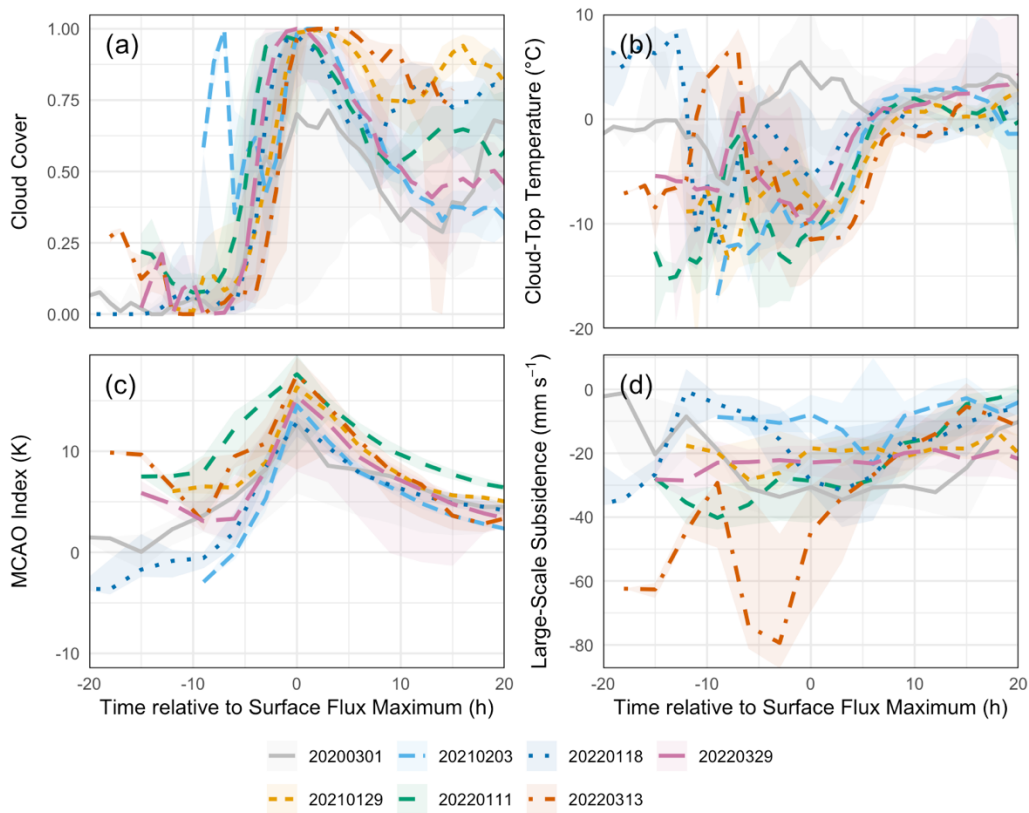 (a)
Cloud Cover
1.00
0.75
0.50
0.25
0.00
(b)
Cloud-Top Temperature (°C)
10
0
-10
-20
(c)
MCAO Index (K)
10
0
-10
-20 -10 0 10 20
Time relative to Surface Flux Maximum (h)
(d)
Large-Scale Subsidence (mm s⁻¹)
0
-20
-40
-60
-80
-20 -10 0 10 20
Time relative to Surface Flux Maximum (h)
20200301 20210203 20220118 20220329
20210129 20220111 20220313